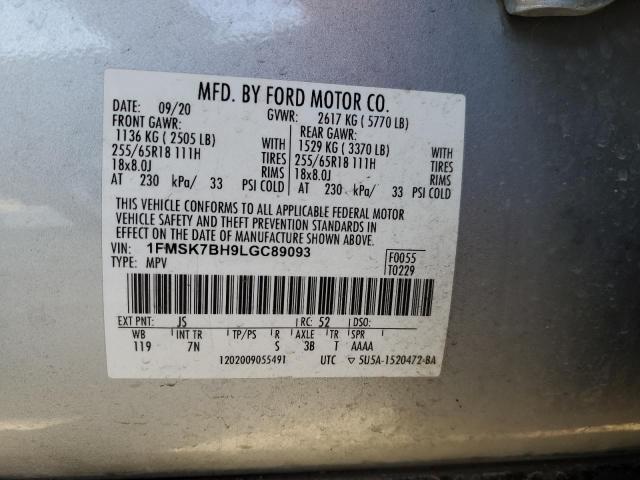 MFD. BY FORD MOTOR CO.
DATE: 09/20 GVWR: 2617 KG ( 5770 LB)
FRONT GAWR: REAR GAWR:
1136 KG ( 2505 LB) WITH 1529 KG ( 3370 LB) WITH
255/65R18 111H TIRES 255/65R18 111H TIRES
18x8.0J RIMS 18x8.0J RIMS
AT 230 kPa/ 33 PSI COLD AT 230 kPa/ 33 PSI COLD
THIS VEHICLE CONFORMS TO ALL APPLICABLE FEDERAL MOTOR
VEHICLE SAFETY AND THEFT PREVENTION STANDARDS IN
EFFECT ON THE DATE OF MANUFACTURE SHOWN ABOVE.
VIN: 1FMSK7BH9LGC89093 F0055
TYPE: MPV T0229
EXT PNT: JS RC: 52 DSO:
WB INT TR TP/PS R AXLE TR SPR
119 7N S 3B T AAAA
1202009055491 UTC ▽ 5U5A-1520472-BA